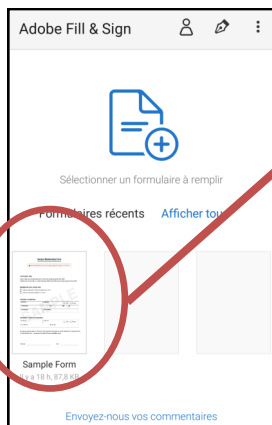 Adobe Fill & Sign
Sélectionner un formulaire à remplir
Formulaires récents Afficher tout
SAMPLE
Sample Form
il y a 18 h, 87,8 KB
Envoyez-nous vos commentaires